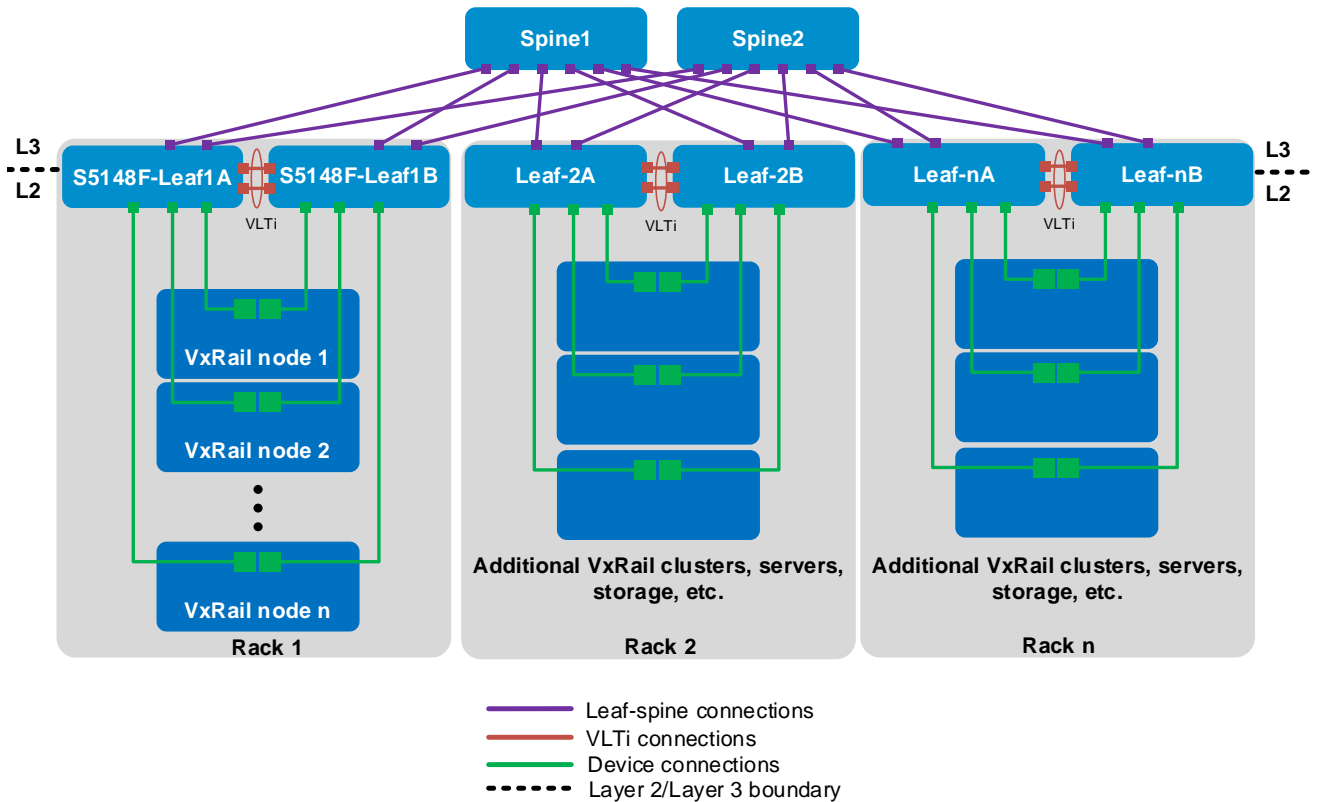 Spine1
Spine2
L3
L2
S5148F-Leaf1A
S5148F-Leaf1B
Leaf-2A
Leaf-2B
Leaf-nA
Leaf-nB
L3
L2
VLTi
VLTi
VLTi
VxRail node 1
VxRail node 2
VxRail node n
Rack 1
Additional VxRail clusters, servers,
storage, etc.
Rack 2
Additional VxRail clusters, servers,
storage, etc.
Rack n
Leaf-spine connections
VLTi connections
Device connections
Layer 2/Layer 3 boundary